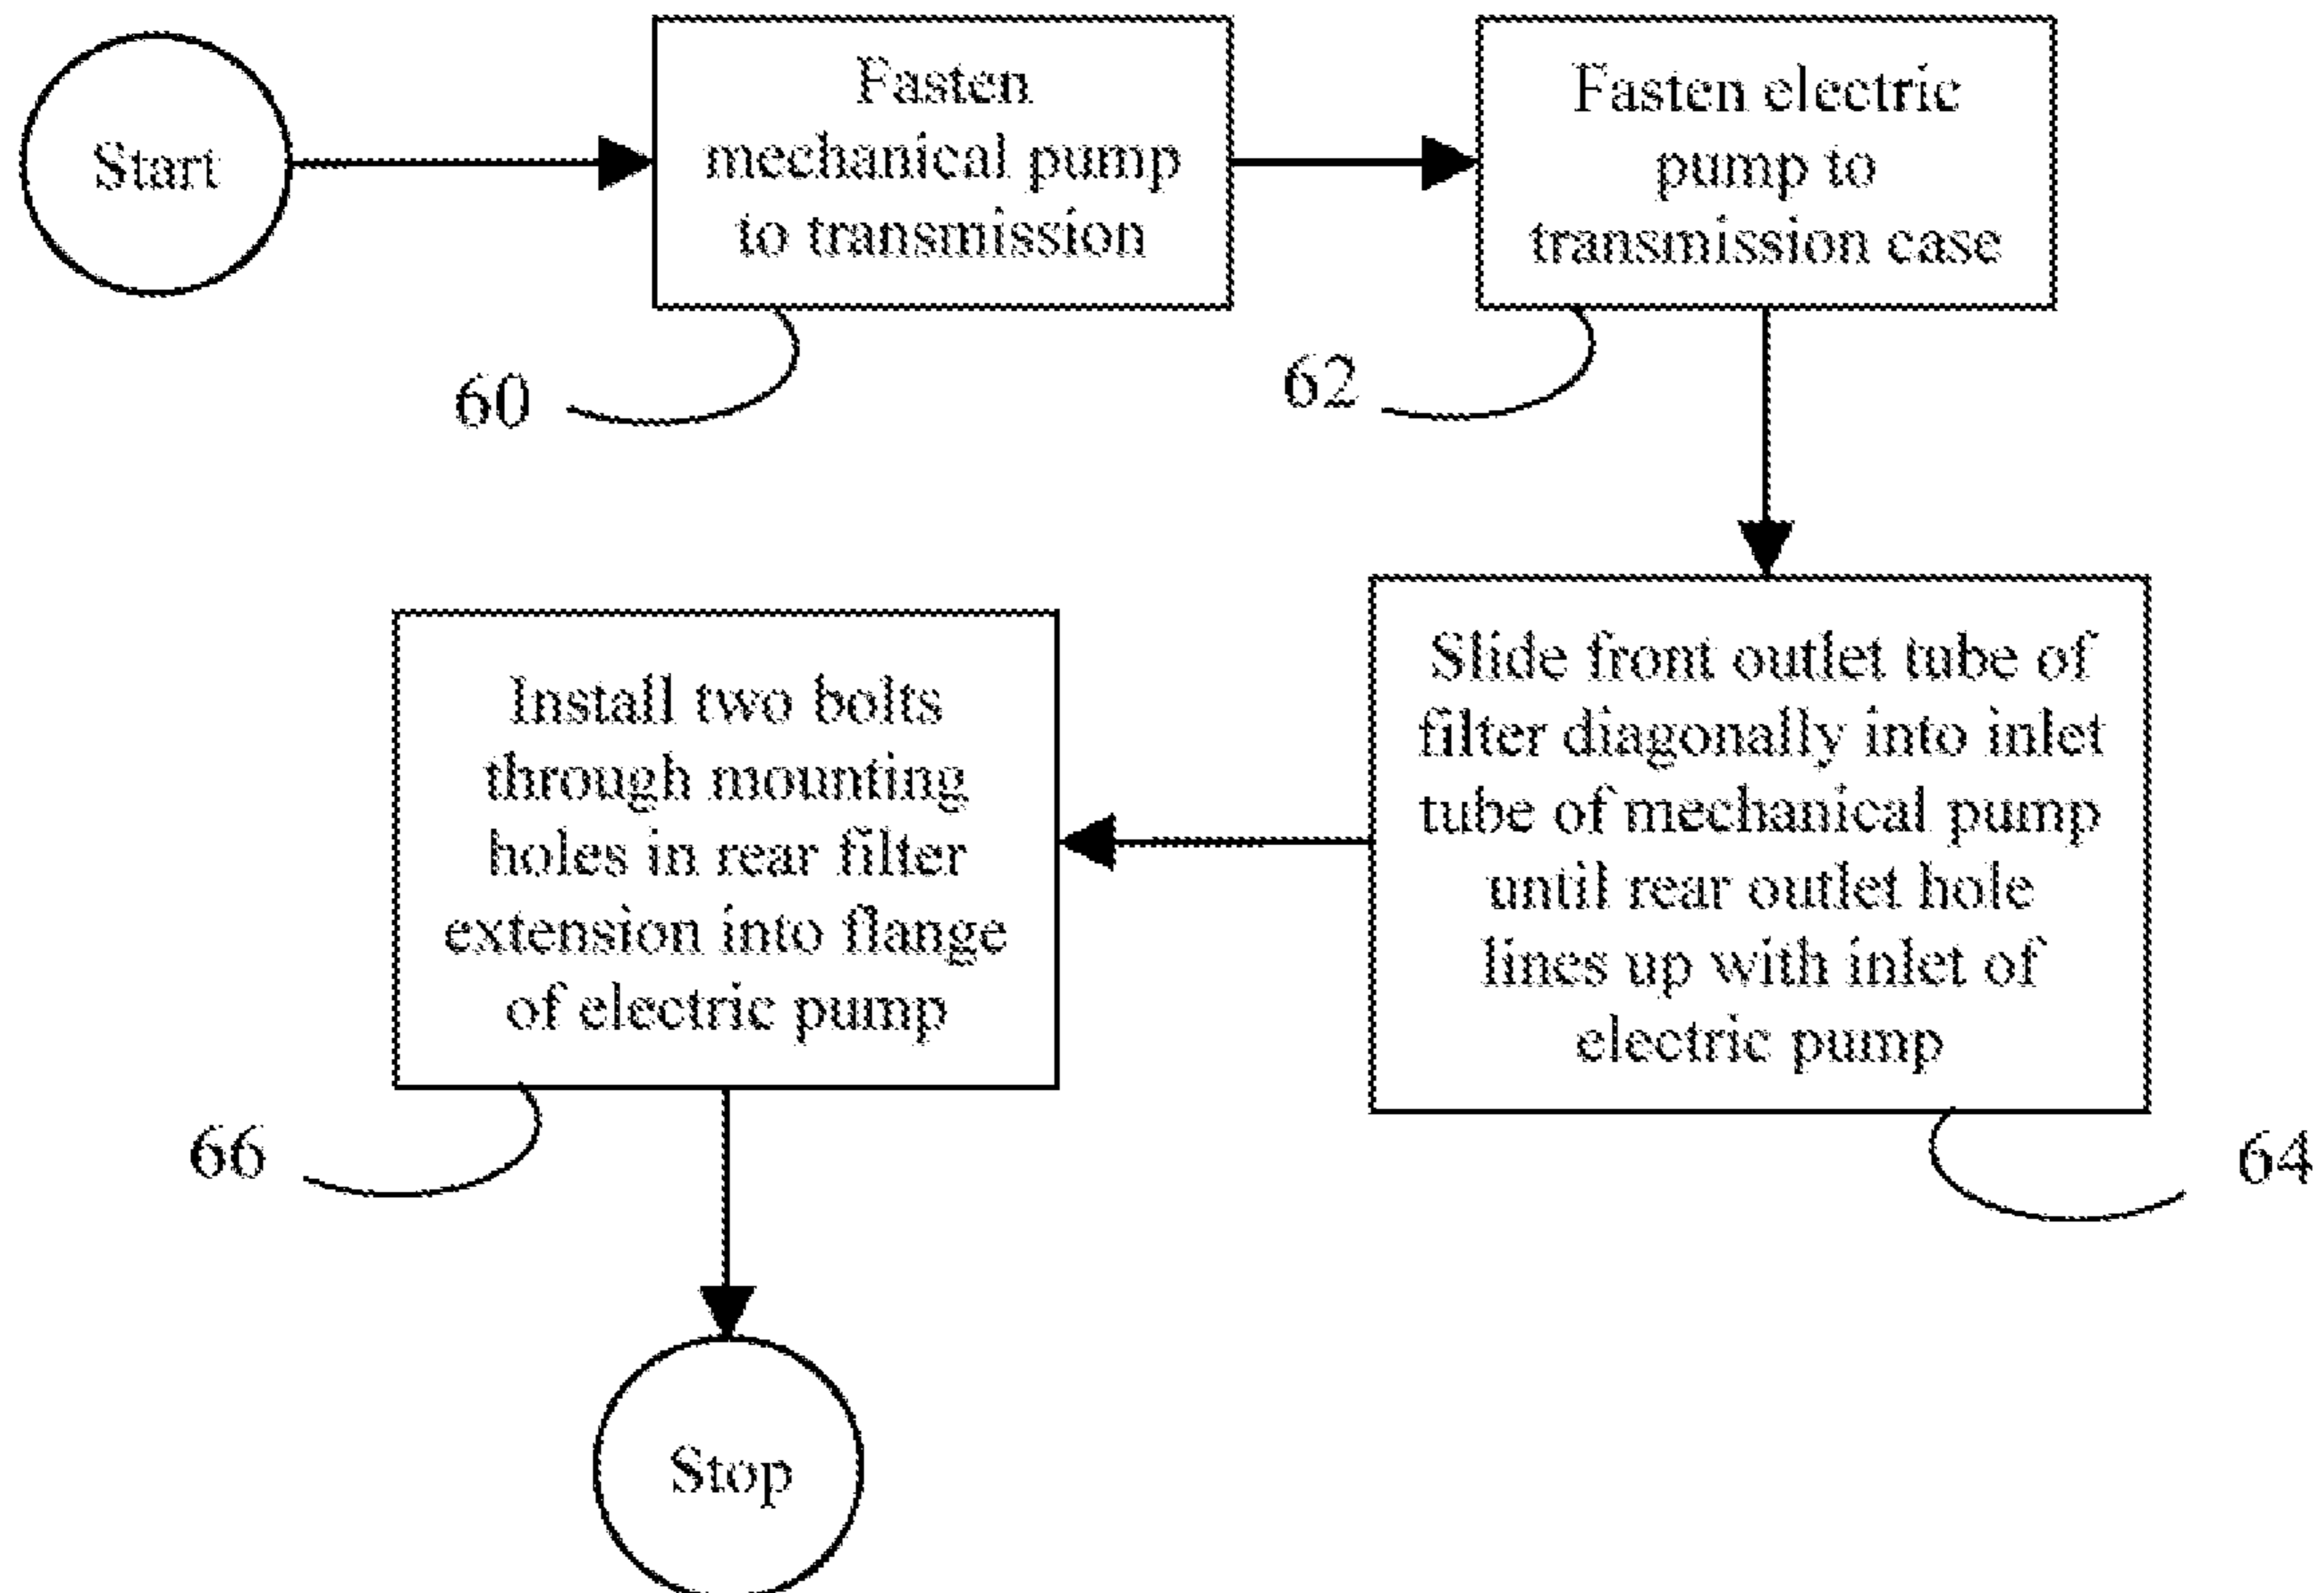 Start
Fasten
mechanical pump
to transmission
60
Fasten electric
pump to
transmission case
62
Slide front outlet tube of
filter diagonally into inlet
tube of mechanical pump
until rear outlet hole
lines up with inlet of
electric pump
64
Install two bolts
through mounting
holes in rear filter
extension into flange
of electric pump
66
Stop